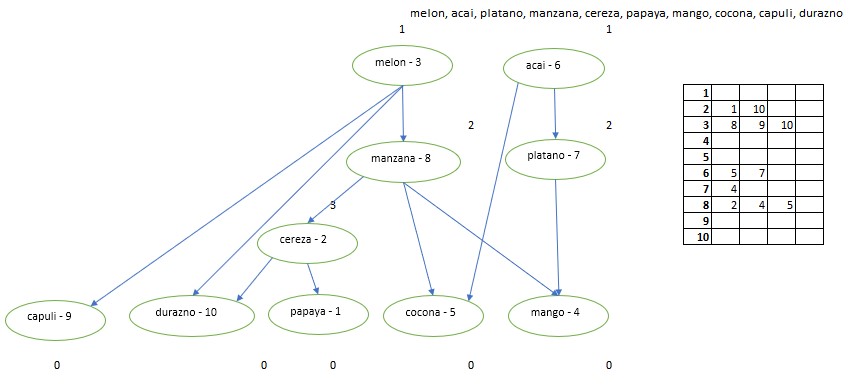 melon, acai, platano, manzana, cereza, papaya, mango, cocona, capuli, durazno
1 1
melon - 3
acai - 6
2 2
manzana - 8
platano - 7
3
cereza - 2
capuli - 9
durazno - 10
papaya - 1
cocona - 5
mango - 4
0 0 0 0 0
1
2 1 10
3 8 9 10
4
5
6 5 7
7 4
8 2 4 5
9
10